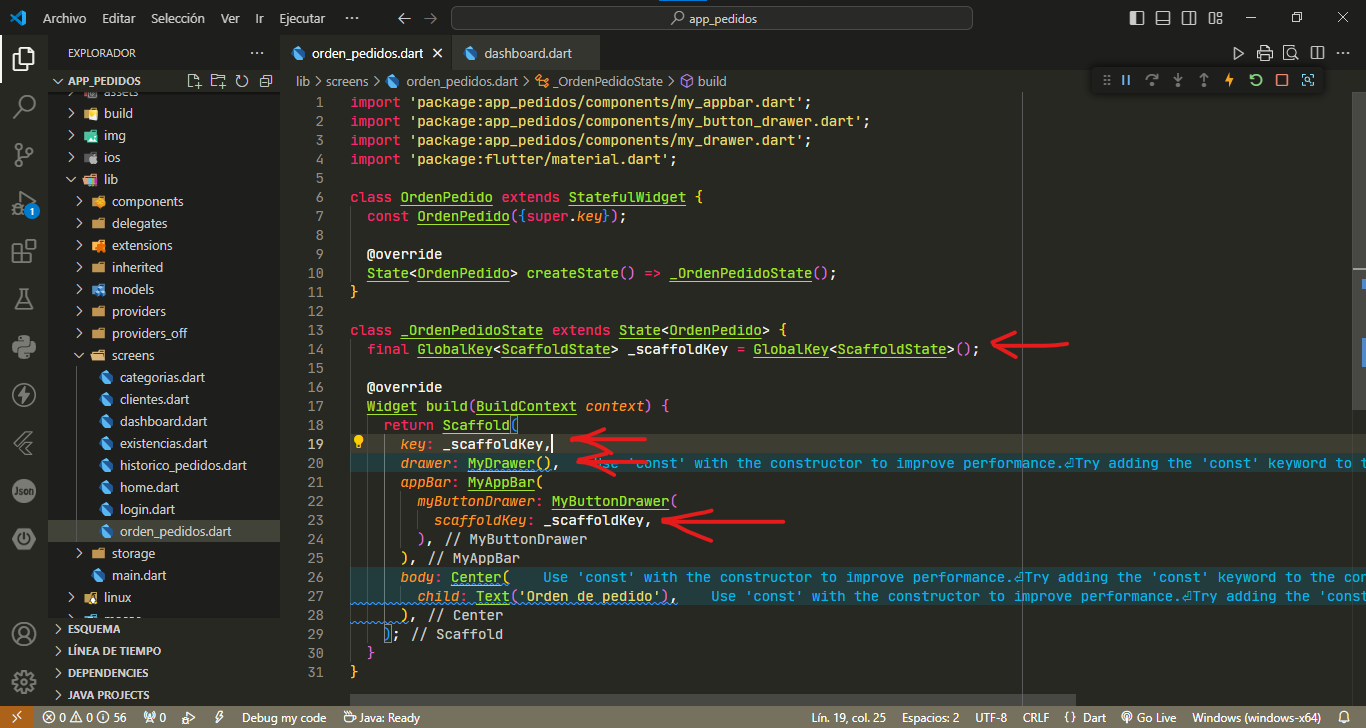 Archivo Editar Selección Ver Ir Ejecutar ··· app_pedidos
EXPLORADOR ···
APP_PEDIDOS
assets
build
img
ios
lib
components
delegates
extensions
inherited
models
providers
providers_off
screens
categorias.dart
clientes.dart
dashboard.dart
existencias.dart
historico_pedidos.dart
home.dart
login.dart
orden_pedidos.dart
storage
main.dart
linux
ESQUEMA
LÍNEA DE TIEMPO
DEPENDENCIES
JAVA PROJECTS
1
Json
orden_pedidos.dart dashboard.dart
lib > screens > orden_pedidos.dart > _OrdenPedidoState > build
1 import 'package:app_pedidos/components/my_appbar.dart';
2 import 'package:app_pedidos/components/my_button_drawer.dart';
3 import 'package:app_pedidos/components/my_drawer.dart';
4 import 'package:flutter/material.dart';
5
6 class OrdenPedido extends StatefulWidget {
7 const OrdenPedido({super.key});
8
9 @override
10 State<OrdenPedido> createState() => _OrdenPedidoState();
11 }
12
13 class _OrdenPedidoState extends State<OrdenPedido> {
14 final GlobalKey<ScaffoldState> _scaffoldKey = GlobalKey<ScaffoldState>();
15
16 @override
17 Widget build(BuildContext context) {
18 return Scaffold(
19 key: _scaffoldKey,
20 drawer: MyDrawer(), Use 'const' with the constructor to improve performance.⏎Try adding the 'const' keyword to t
21 appBar: MyAppBar(
22 myButtonDrawer: MyButtonDrawer(
23 scaffoldKey: _scaffoldKey,
24 ), // MyButtonDrawer
25 ), // MyAppBar
26 body: Center( Use 'const' with the constructor to improve performance.⏎Try adding the 'const' keyword to the con
27 child: Text('Orden de pedido'), Use 'const' with the constructor to improve performance.⏎Try adding the 'const
28 ), // Center
29 ); // Scaffold
30 }
31 }
0 0 56 0 Debug my code Java: Ready Lín. 19, col. 25 Espacios: 2 UTF-8 CRLF {} Dart Go Live Windows (windows-x64)